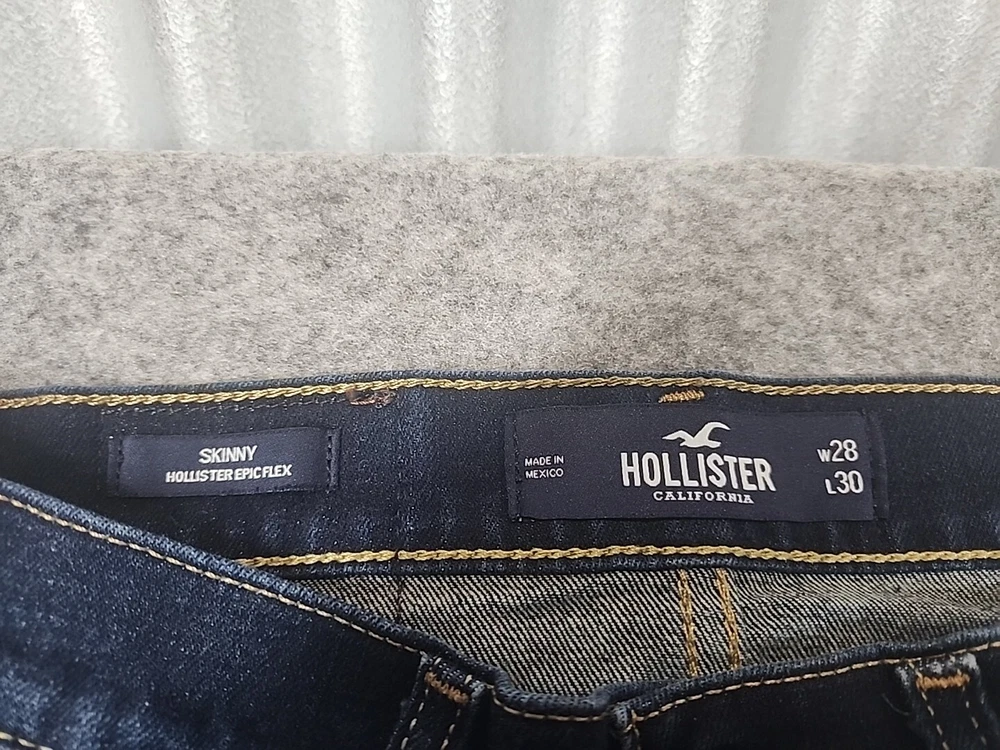 SKINNY
HOLLISTER EPIC FLEX
MADE IN
MEXICO
HOLLISTER
CALIFORNIA
W28
L30